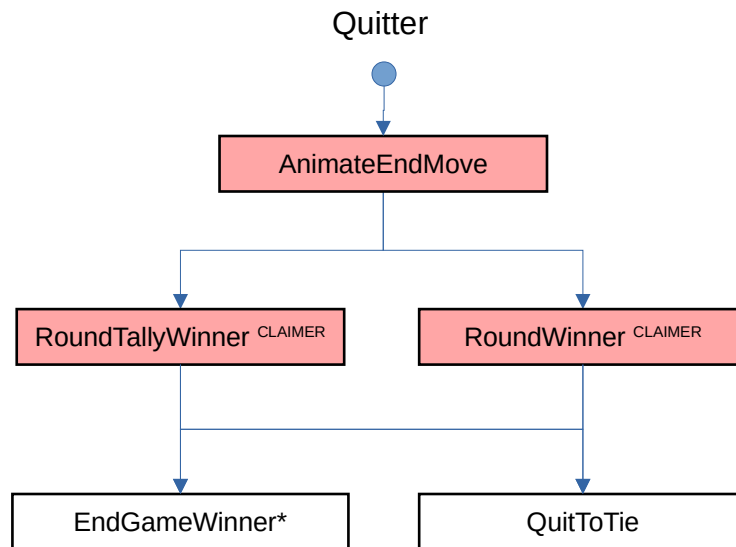 Quitter
AnimateEndMove
RoundTallyWinner CLAIMER
RoundWinner CLAIMER
EndGameWinner*
QuitToTie